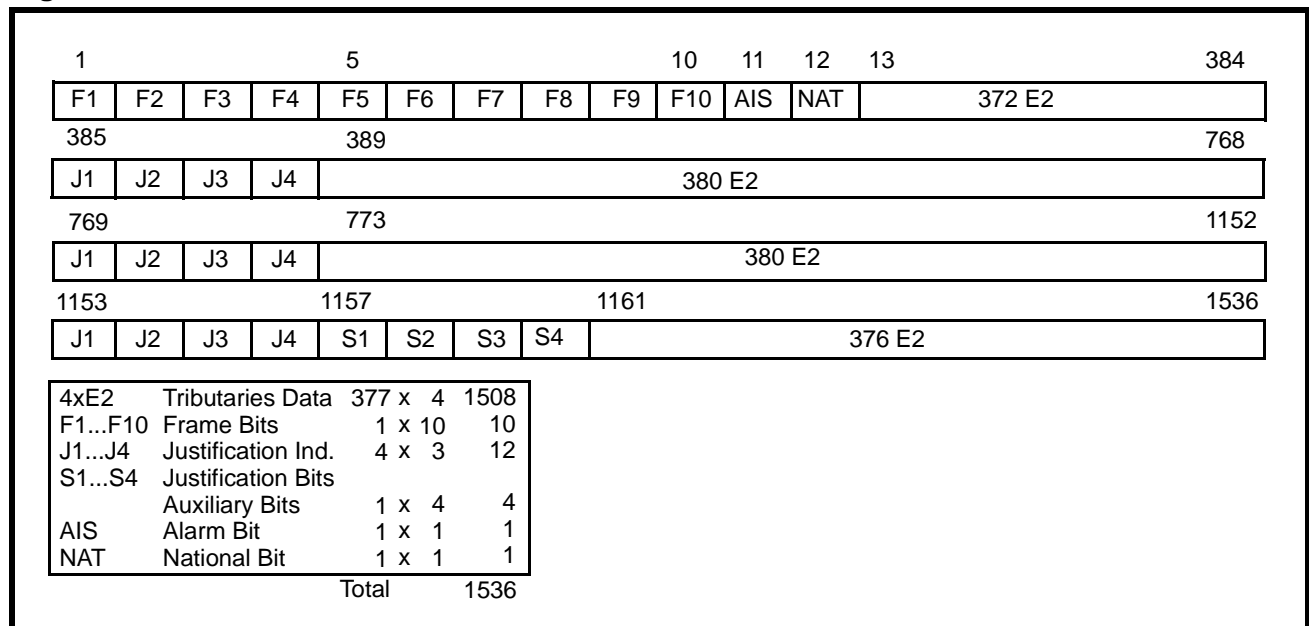 1 5 10 11 12 13 384
F1 F2 F3 F4 F5 F6 F7 F8 F9 F10 AIS NAT 372 E2
385 389 768
J1 J2 J3 J4 380 E2
769 773 1152
J1 J2 J3 J4 380 E2
1153 1157 1161 1536
J1 J2 J3 J4 S1 S2 S3 S4 376 E2
4xE2 Tributaries Data 377 x 4 1508
F1...F10 Frame Bits 1 x 10 10
J1...J4 Justification Ind. 4 x 3 12
S1...S4 Justification Bits
Auxiliary Bits 1 x 4 4
AIS Alarm Bit 1 x 1 1
NAT National Bit 1 x 1 1
Total 1536